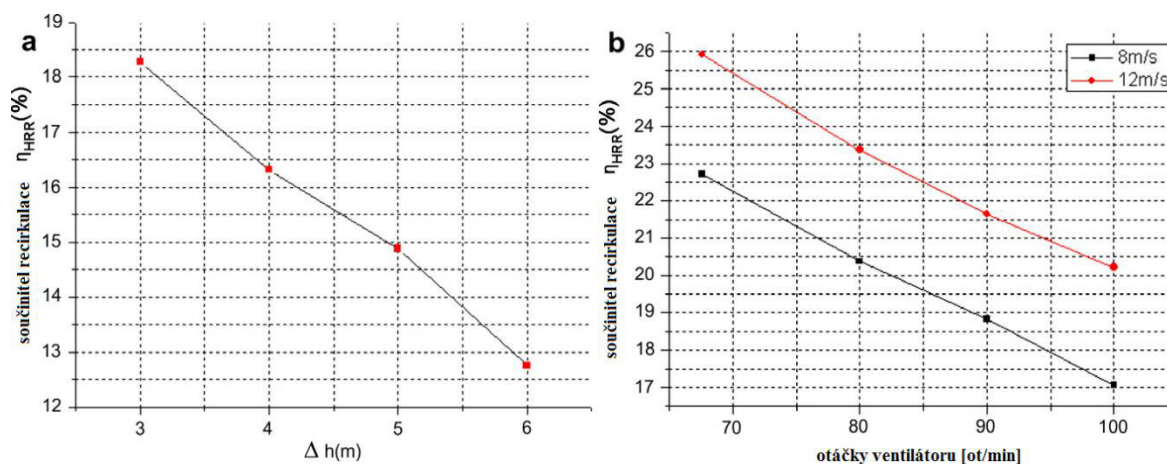 a
19
18
17
16
15
14
13
12
součinitel recirkulace η_HRR(%)
3 4 5 6
Δ h(m)
b
26
25
24
23
22
21
20
19
18
17
součinitel recirkulace η_HRR(%)
8m/s
12m/s
70 80 90 100
otáčky ventilátoru [ot/min]